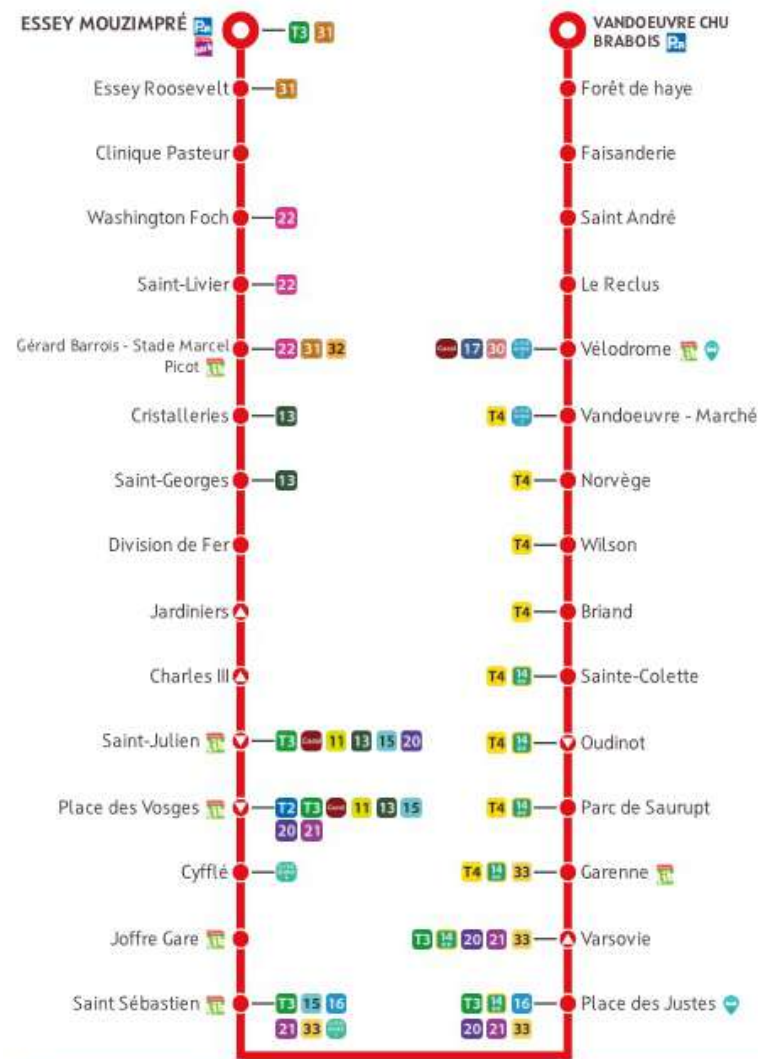 ESSEY MOUZIMPRÉ P+R T3 31
park
Essey Roosevelt 31
Clinique Pasteur
Washington Foch 22
Saint-Livier 22
Gérard Barrois - Stade Marcel 22 31 32
Picot
Cristalleries 13
Saint-Georges 13
Division de Fer
Jardiniers
Charles III
Saint-Julien T3 Corol 11 13 15 20
Place des Vosges T2 T3 Corol 11 13 15
20 21
Cyfflé
Joffre Gare
Saint Sébastien T3 15 16
21 33
VANDOEUVRE CHU
BRABOIS P+R
Forêt de haye
Faisanderie
Saint André
Le Reclus
Corol 17 30 Vélodrome
T4 Vandoeuvre - Marché
T4 Norvège
T4 Wilson
T4 Briand
T4 14 Sainte-Colette
T4 14 Oudinot
T4 14 Parc de Saurupt
T4 14 33 Garenne
T3 14 20 21 33 Varsovie
T3 14 16 Place des Justes
20 21 33